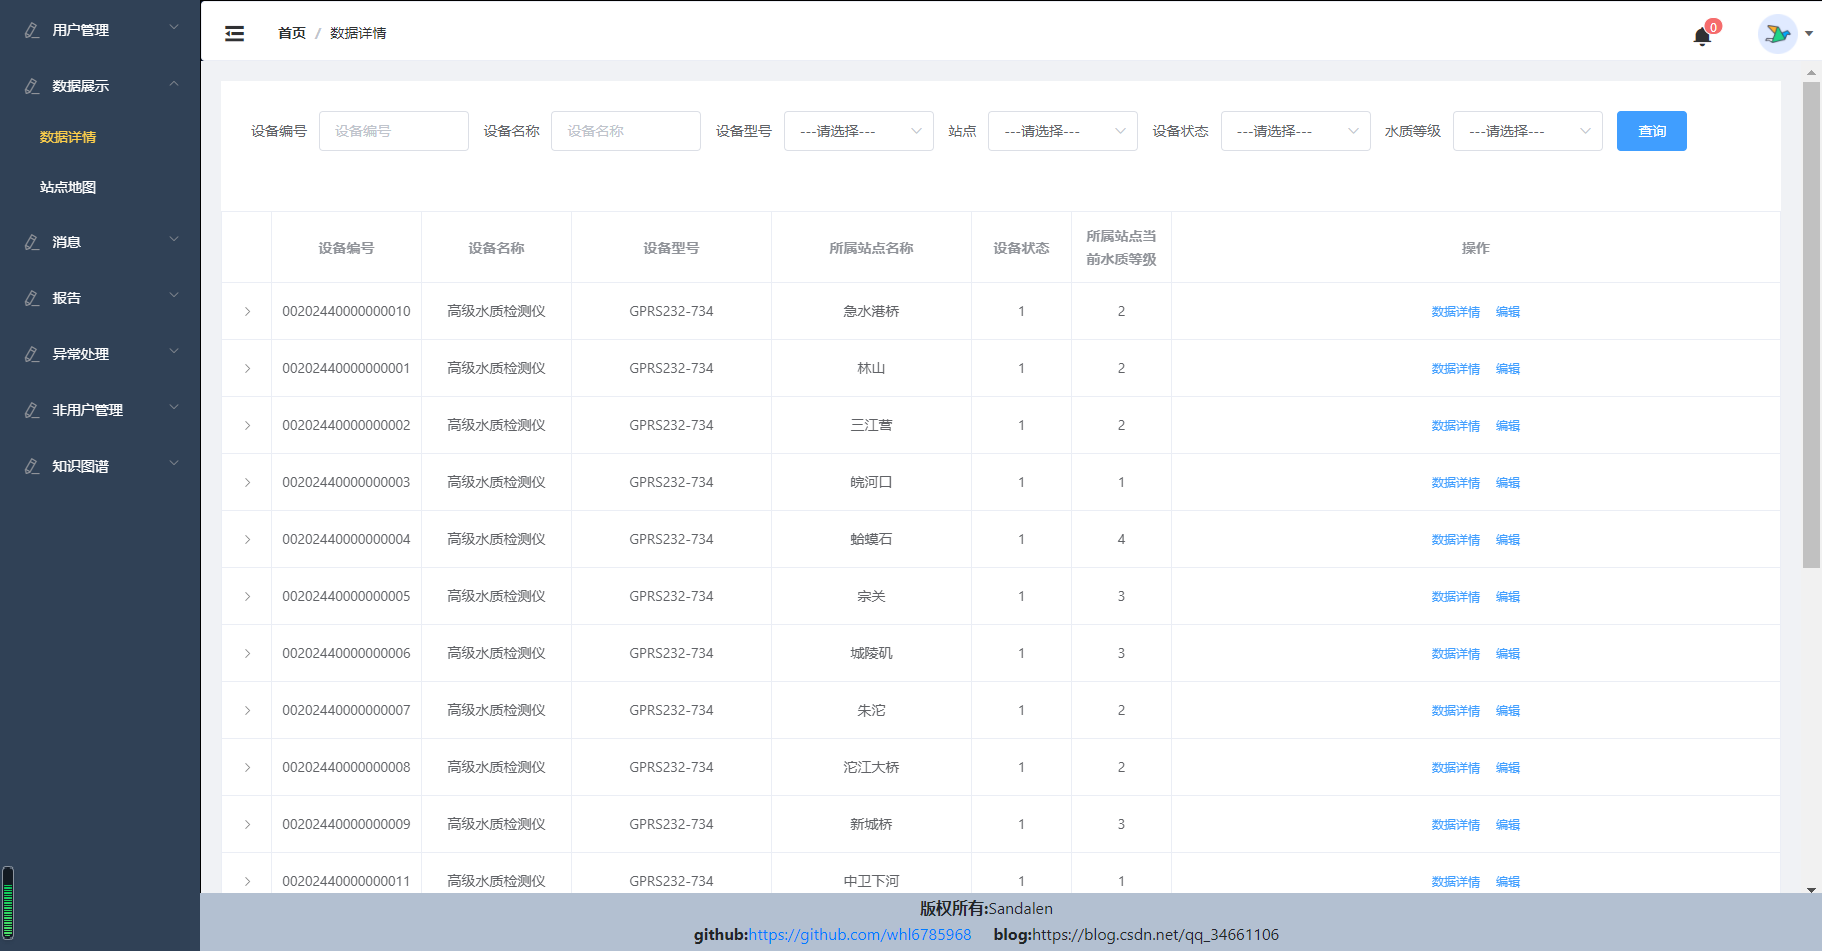 用户管理
数据展示
数据详情
站点地图
消息
报告
异常处理
非用户管理
知识图谱
首页 / 数据详情
0
设备编号 设备编号 设备名称 设备名称 设备型号 ---请选择--- 站点 ---请选择--- 设备状态 ---请选择--- 水质等级 ---请选择--- 查询
设备编号 设备名称 设备型号 所属站点名称 设备状态 所属站点当前水质等级 操作
00202440000000010 高级水质检测仪 GPRS232-734 急水港桥 1 2 数据详情 编辑
00202440000000001 高级水质检测仪 GPRS232-734 林山 1 2 数据详情 编辑
00202440000000002 高级水质检测仪 GPRS232-734 三江营 1 2 数据详情 编辑
00202440000000003 高级水质检测仪 GPRS232-734 皖河口 1 1 数据详情 编辑
00202440000000004 高级水质检测仪 GPRS232-734 蛤蟆石 1 4 数据详情 编辑
00202440000000005 高级水质检测仪 GPRS232-734 宗关 1 3 数据详情 编辑
00202440000000006 高级水质检测仪 GPRS232-734 城陵矶 1 3 数据详情 编辑
00202440000000007 高级水质检测仪 GPRS232-734 朱沱 1 2 数据详情 编辑
00202440000000008 高级水质检测仪 GPRS232-734 沱江大桥 1 2 数据详情 编辑
00202440000000009 高级水质检测仪 GPRS232-734 新城桥 1 3 数据详情 编辑
00202440000000011 高级水质检测仪 GPRS232-734 中卫下河 1 1 数据详情 编辑
版权所有:Sandalen
github:https://github.com/whl6785968 blog:https://blog.csdn.net/qq_34661106